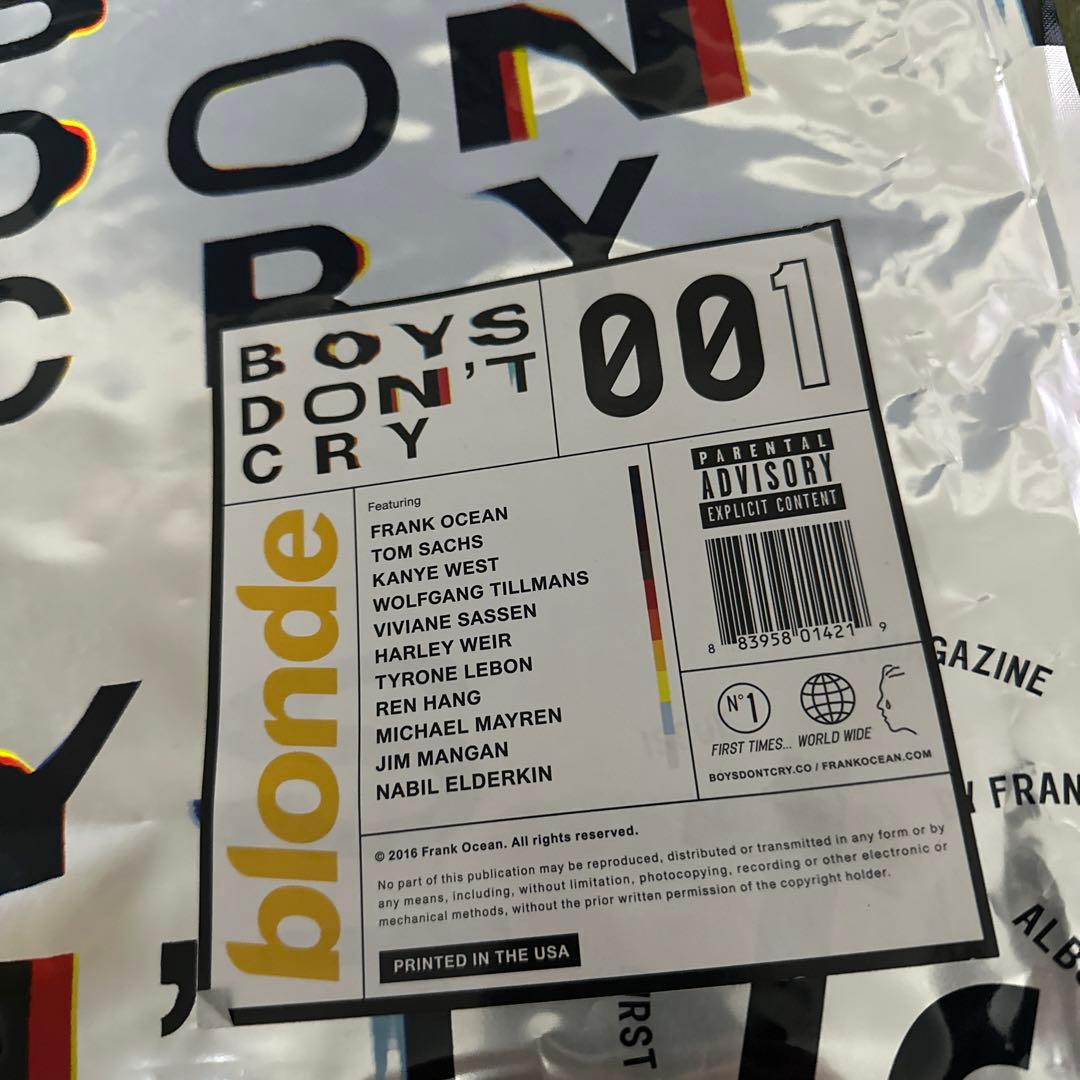 ON
RY
D
C
BOYS
DON'T
CRY
001
blonde
Featuring
FRANK OCEAN
TOM SACHS
KANYE WEST
WOLFGANG TILLMANS
VIVIANE SASSEN
HARLEY WEIR
TYRONE LEBON
REN HANG
MICHAEL MAYREN
JIM MANGAN
NABIL ELDERKIN
PARENTAL
ADVISORY
EXPLICIT CONTENT
8 83958 01421 9
N°1
FIRST TIMES... WORLD WIDE
BOYSDONTCRY.CO / FRANKOCEAN.COM
© 2016 Frank Ocean. All rights reserved.
No part of this publication may be reproduced, distributed or transmitted in any form or by
any means, including, without limitation, photocopying, recording or other electronic or
mechanical methods, without the prior written permission of the copyright holder.
PRINTED IN THE USA
GAZINE
FRAN
ALB
Y
'
RST